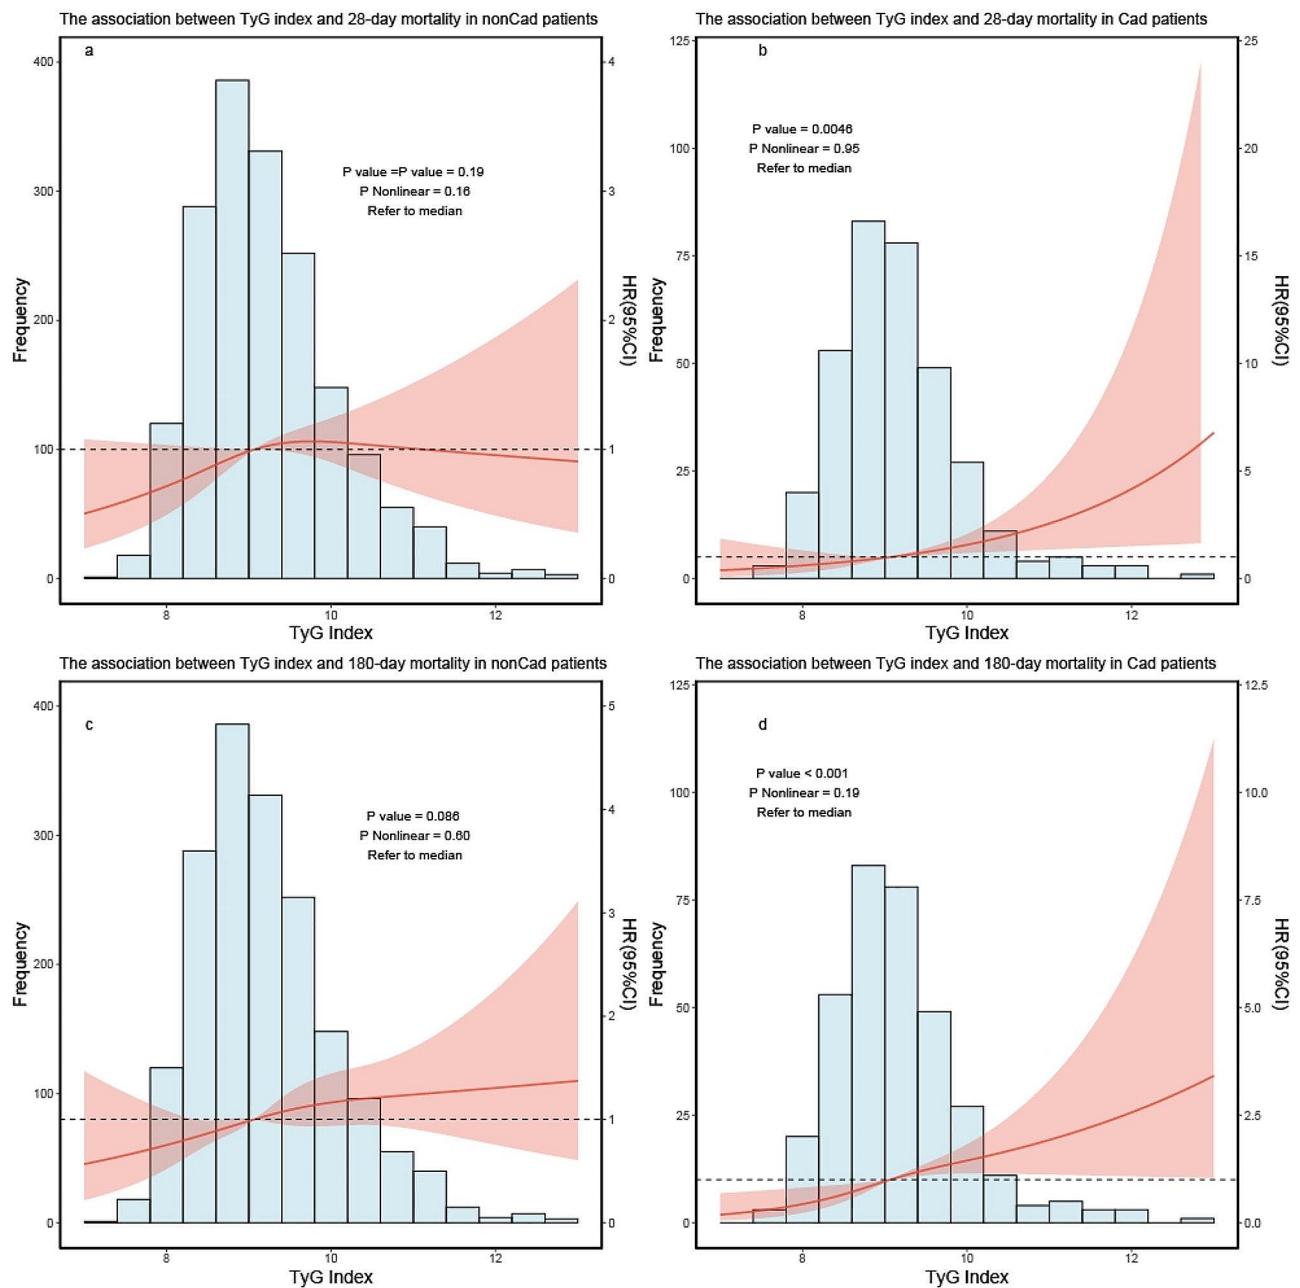 The association between TyG index and 28-day mortality in nonCad patients
a
400
300
200
100
0
4
3
2
1
0
P value =P value = 0.19
P Nonlinear = 0.16
Refer to median
Frequency
HR(95%CI)
8
10
12
TyG Index
The association between TyG index and 28-day mortality in Cad patients
b
125
100
75
50
25
0
25
20
15
10
5
0
P value = 0.0046
P Nonlinear = 0.95
Refer to median
Frequency
HR(95%CI)
8
10
12
TyG Index
The association between TyG index and 180-day mortality in nonCad patients
c
400
300
200
100
0
5
4
3
2
1
0
P value = 0.086
P Nonlinear = 0.60
Refer to median
Frequency
HR(95%CI)
8
10
12
TyG Index
The association between TyG index and 180-day mortality in Cad patients
d
125
100
75
50
25
0
12.5
10.0
7.5
5.0
2.5
0.0
P value < 0.001
P Nonlinear = 0.19
Refer to median
Frequency
HR(95%CI)
8
10
12
TyG Index